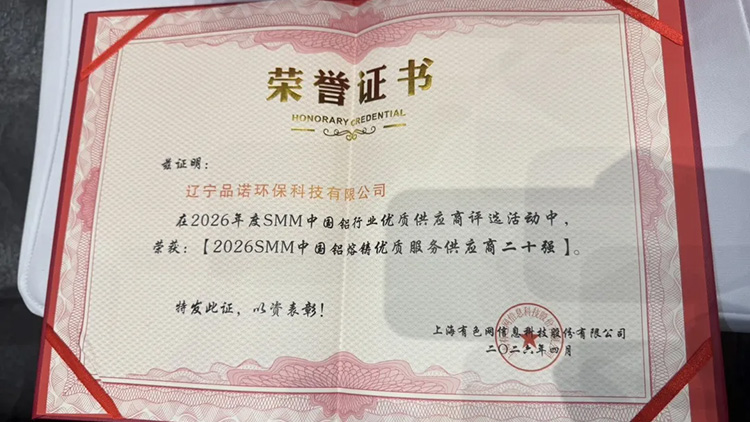 荣誉证书
HONORARY CREDENTIAL
兹证明：
辽宁品诺环保科技有限公司
在2026年度SMM中国铝行业优质供应商评选活动中，
荣获：【2026SMM中国铝熔铸优质服务供应商二十强】。
特发此证，以资表彰！
上海有色网信息科技股份有限公司
二〇二六年四月